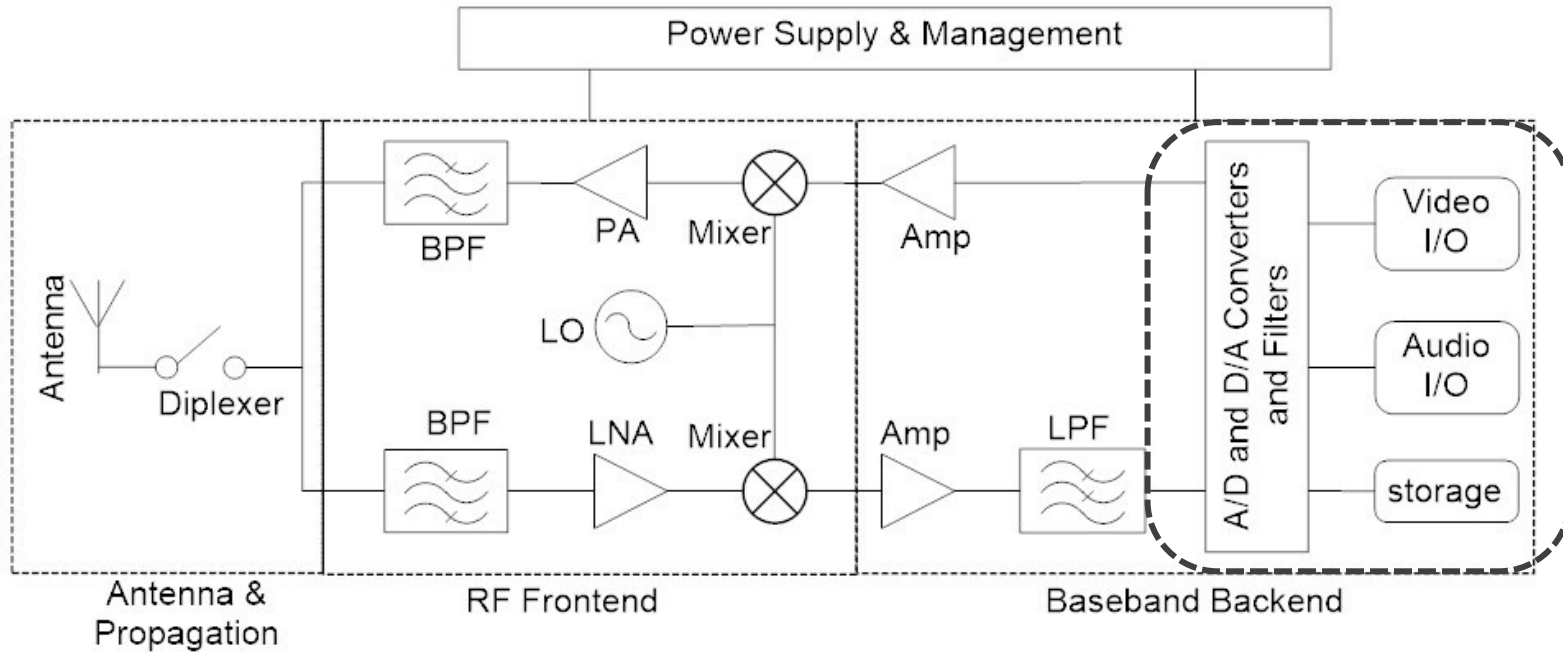 Power Supply & Management
BPF
PA
Mixer
Amp
Video
I/O
Antenna
Diplexer
LO
A/D and D/A Converters
and Filters
Audio
I/O
BPF
LNA
Mixer
Amp
LPF
storage
Antenna &
Propagation
RF Frontend
Baseband Backend